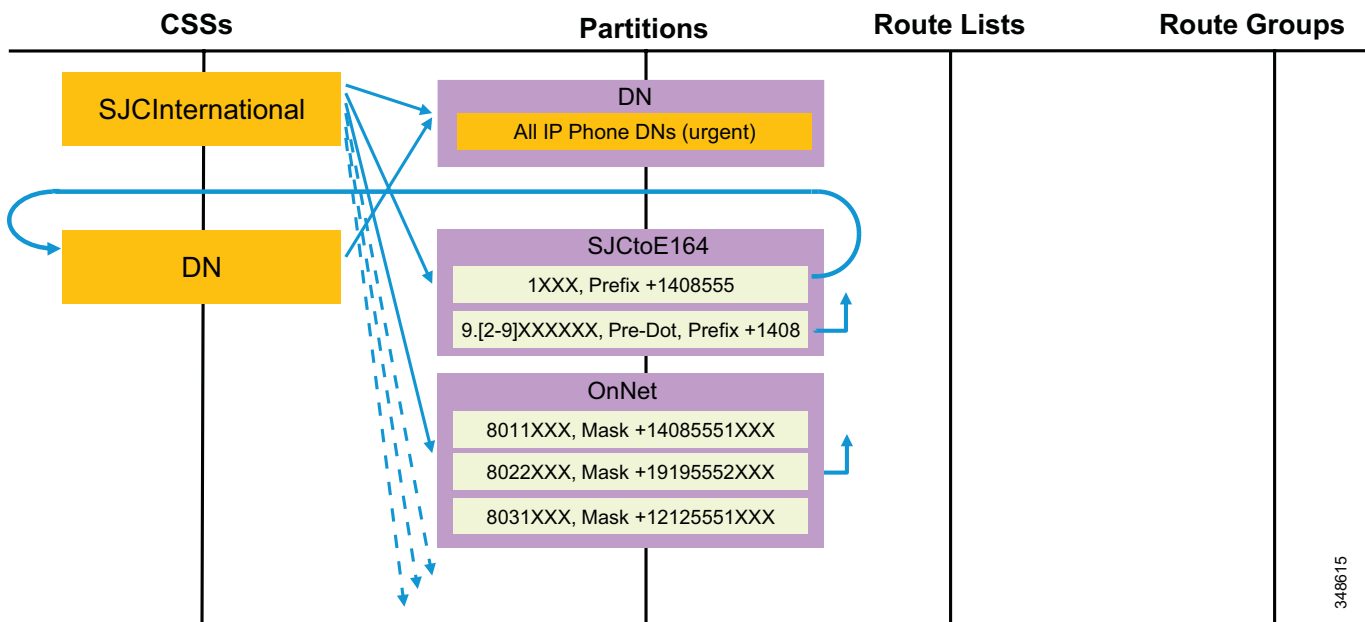 CSSs
Partitions
Route Lists
Route Groups
SJCInternational
DN
DN
All IP Phone DNs (urgent)
SJCtoE164
1XXX, Prefix +1408555
9.[2-9]XXXXXX, Pre-Dot, Prefix +1408
OnNet
8011XXX, Mask +14085551XXX
8022XXX, Mask +19195552XXX
8031XXX, Mask +12125551XXX
348615